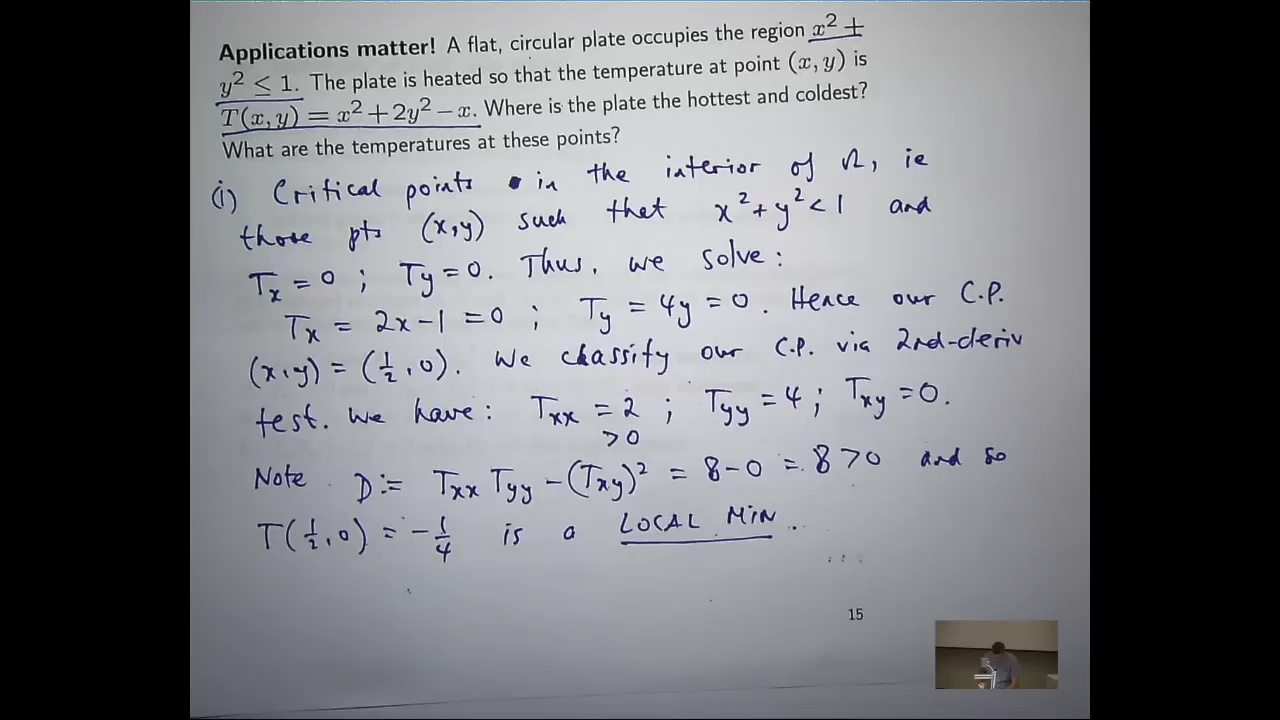 Applications matter! A flat, circular plate occupies the region x² +
y² ≤ 1. The plate is heated so that the temperature at point (x, y) is
T(x, y) = x² + 2y² − x. Where is the plate the hottest and coldest?
What are the temperatures at these points?
(i) Critical points in the interior of Ω, ie
those pts (x,y) such that x² + y² < 1 and
Tx = 0 ; Ty = 0. Thus, we solve :
Tx = 2x − 1 = 0 ; Ty = 4y = 0. Hence our C.P.
(x,y) = (½, 0). We classify our C.P. via 2nd-deriv
test. We have : Txx = 2 ; Tyy = 4 ; Txy = 0.
> 0
Note D := Txx Tyy − (Txy)² = 8 − 0 = 8 > 0 and so
T(½, 0) = −¼ is a LOCAL MIN.
...
15